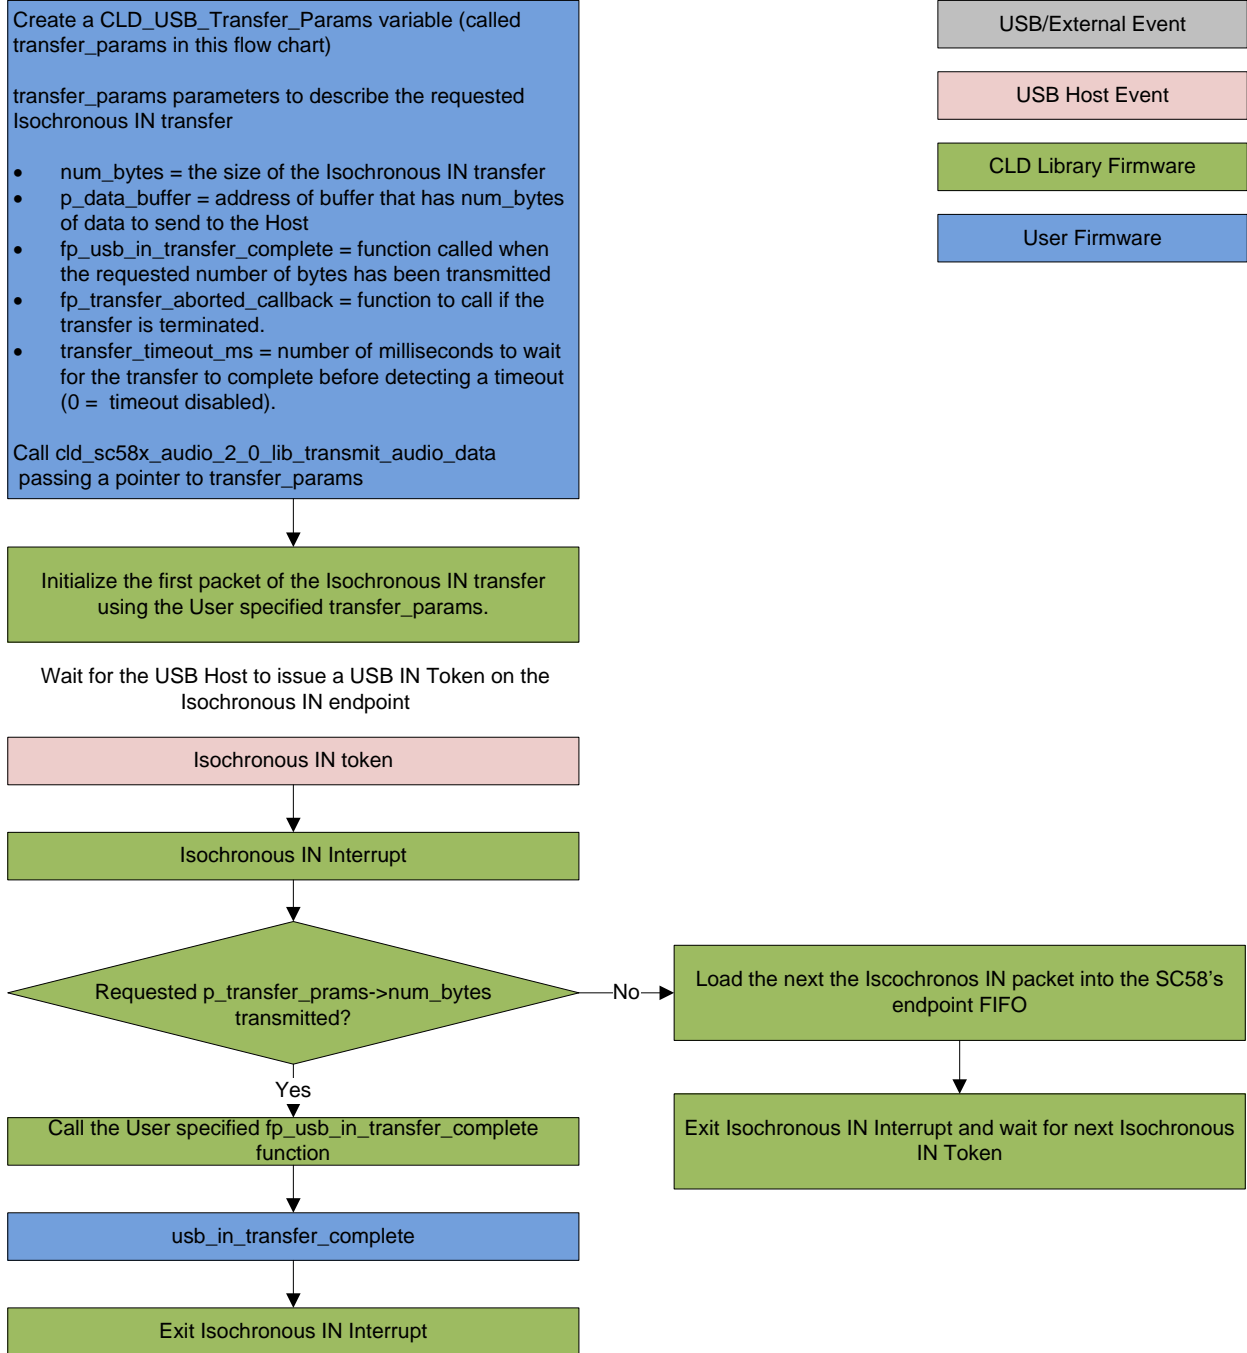 Create a CLD_USB_Transfer_Params variable (called
transfer_params in this flow chart)
transfer_params parameters to describe the requested
Isochronous IN transfer
• num_bytes = the size of the Isochronous IN transfer
• p_data_buffer = address of buffer that has num_bytes
of data to send to the Host
• fp_usb_in_transfer_complete = function called when
the requested number of bytes has been transmitted
• fp_transfer_aborted_callback = function to call if the
transfer is terminated.
• transfer_timeout_ms = number of milliseconds to wait
for the transfer to complete before detecting a timeout
(0 = timeout disabled).
Call cld_sc58x_audio_2_0_lib_transmit_audio_data
passing a pointer to transfer_params
USB/External Event
USB Host Event
CLD Library Firmware
User Firmware
Initialize the first packet of the Isochronous IN transfer
using the User specified transfer_params.
Wait for the USB Host to issue a USB IN Token on the
Isochronous IN endpoint
Isochronous IN token
Isochronous IN Interrupt
Requested p_transfer_prams->num_bytes
transmitted?
No
Load the next the Iscochronos IN packet into the SC58's
endpoint FIFO
Exit Isochronous IN Interrupt and wait for next Isochronous
IN Token
Yes
Call the User specified fp_usb_in_transfer_complete
function
usb_in_transfer_complete
Exit Isochronous IN Interrupt